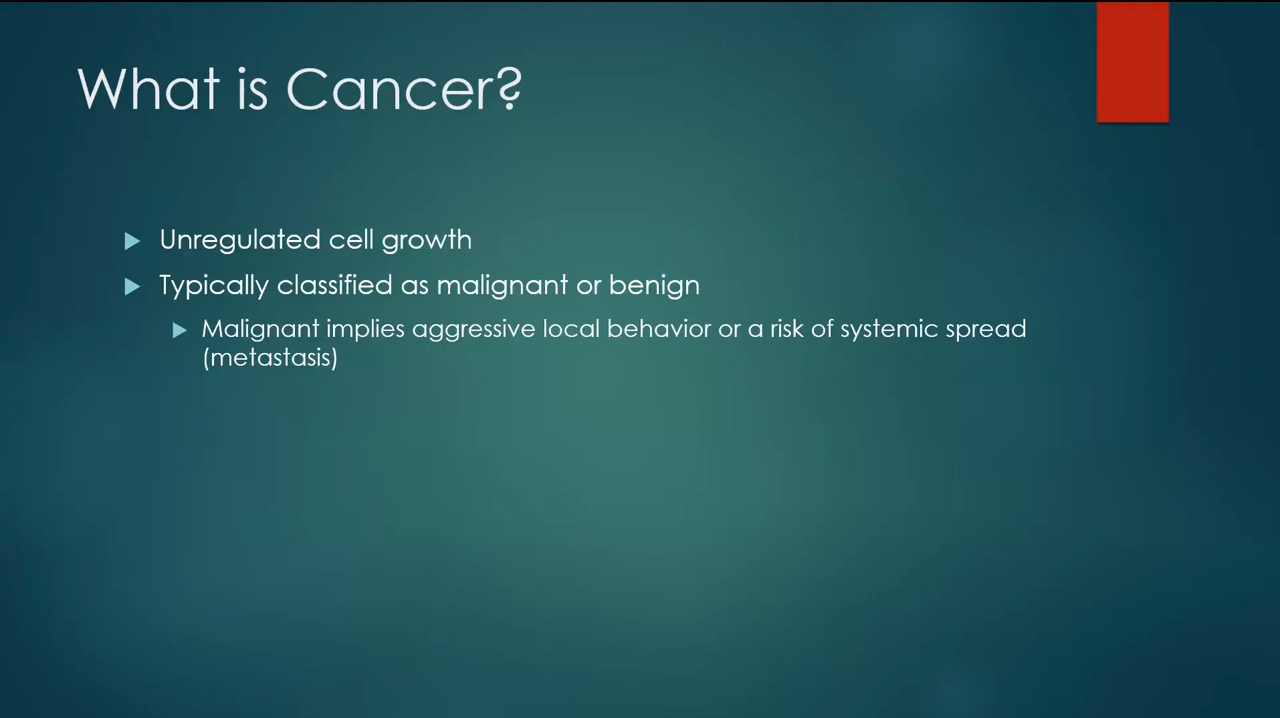 What is Cancer?
Unregulated cell growth
Typically classified as malignant or benign
Malignant implies aggressive local behavior or a risk of systemic spread
(metastasis)